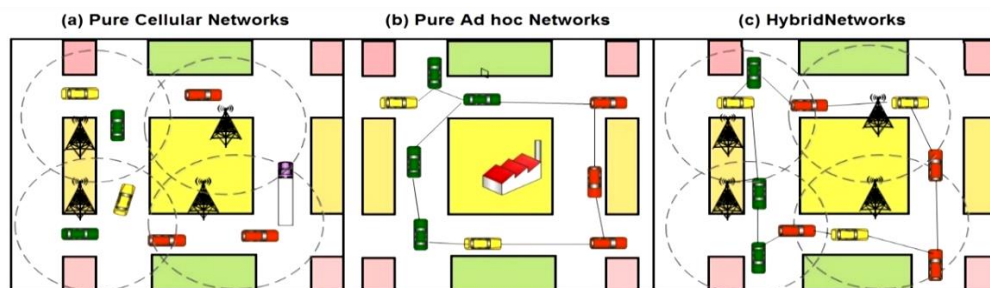 (a) Pure Cellular Networks
(b) Pure Ad hoc Networks
(c) HybridNetworks